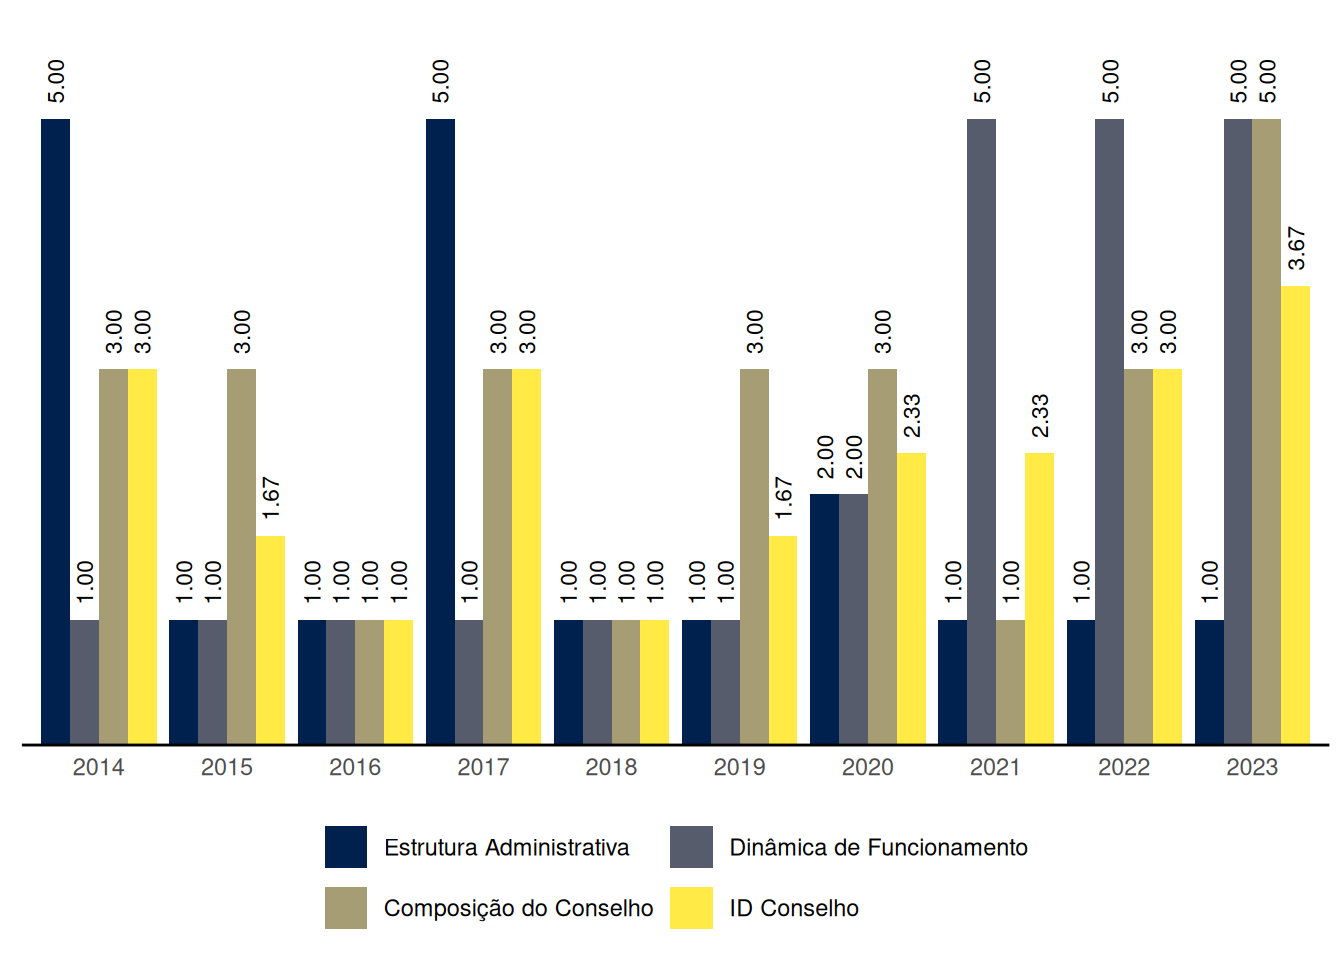 5.00 1.00 3.00 3.00
1.00 1.00 3.00 1.67
1.00 1.00 1.00 1.00
5.00 1.00 3.00 3.00
1.00 1.00 1.00 1.00
1.00 1.00 3.00 1.67
2.00 2.00 3.00 2.33
1.00 5.00 1.00 2.33
1.00 5.00 3.00 3.00
1.00 5.00 5.00 3.67
2014 2015 2016 2017 2018 2019 2020 2021 2022 2023
Estrutura Administrativa Dinâmica de Funcionamento
Composição do Conselho ID Conselho